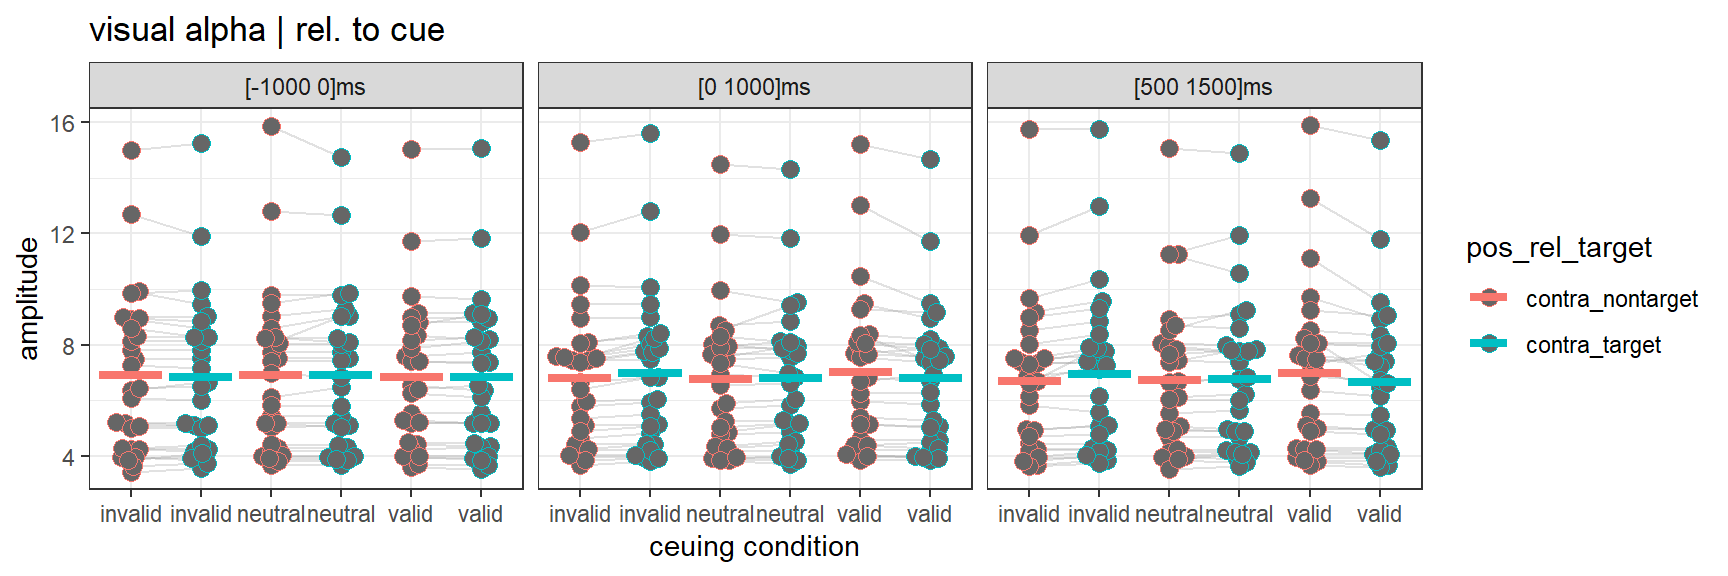 visual alpha | rel. to cue
[-1000 0]ms
[0 1000]ms
[500 1500]ms
16
12
8
4
amplitude
invalid invalid neutral neutral valid valid
invalid invalid neutral neutral valid valid
invalid invalid neutral neutral valid valid
ceuing condition
pos_rel_target
contra_nontarget
contra_target